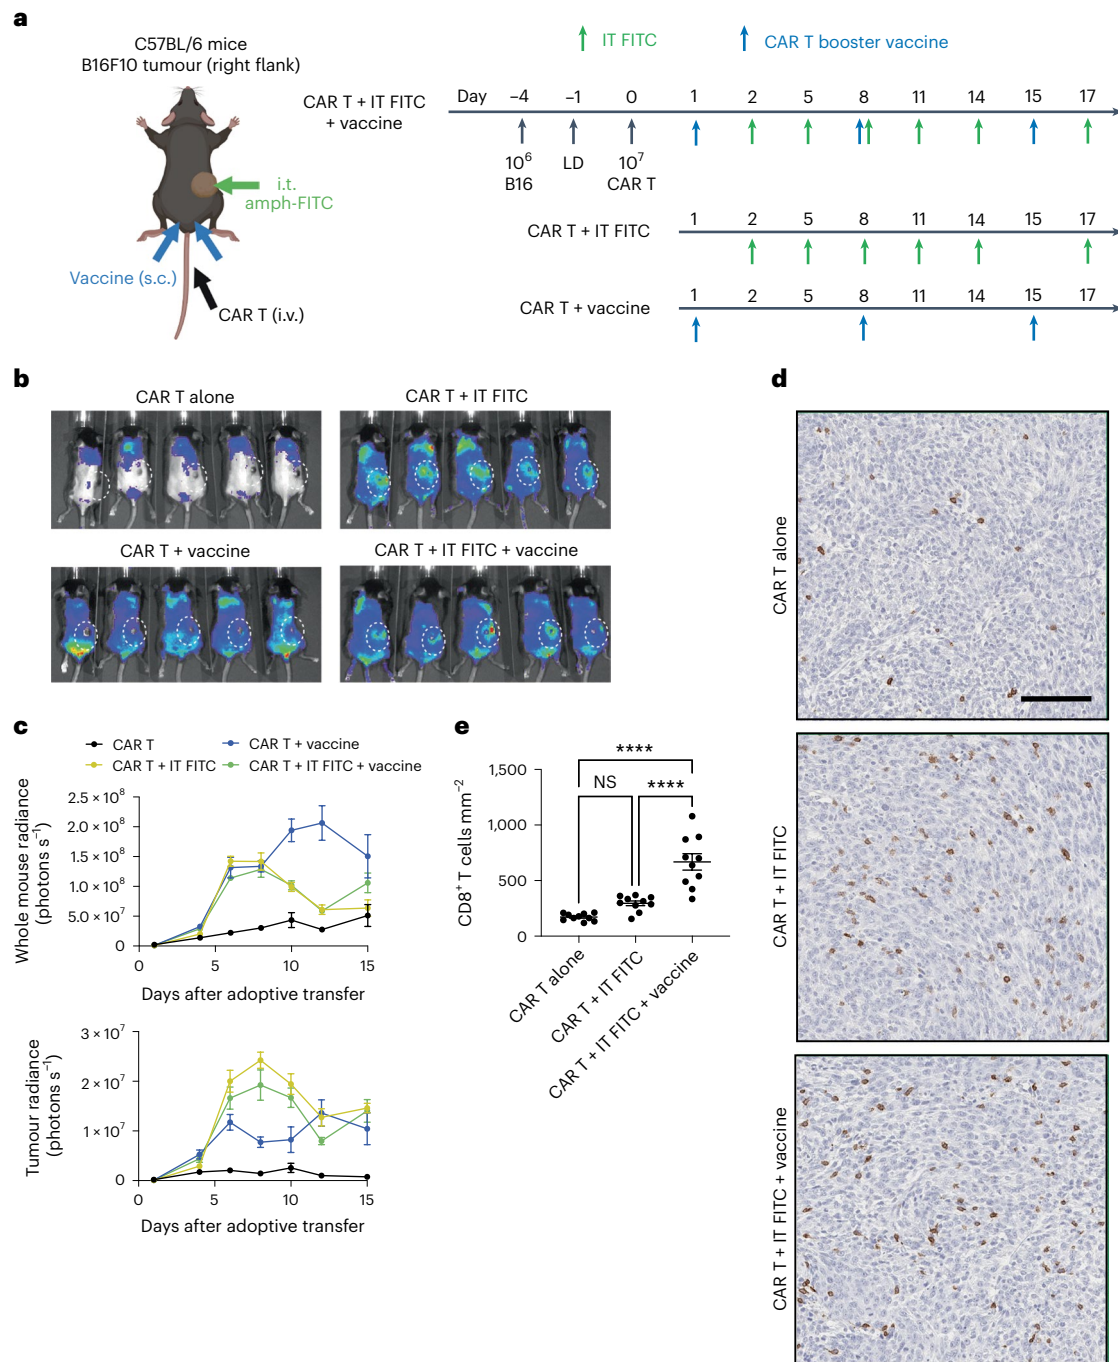 a
C57BL/6 mice
B16F10 tumour (right flank)
i.t.
amph-FITC
Vaccine (s.c.)
CAR T (i.v.)
IT FITC
CAR T booster vaccine
CAR T + IT FITC
+ vaccine
Day –4 –1 0 1 2 5 8 11 14 15 17
10⁶
B16
LD
10⁷
CAR T
CAR T + IT FITC
1 2 5 8 11 14 15 17
CAR T + vaccine
1 2 5 8 11 14 15 17
b
CAR T alone
CAR T + IT FITC
CAR T + vaccine
CAR T + IT FITC + vaccine
c
CAR T
CAR T + vaccine
CAR T + IT FITC
CAR T + IT FITC + vaccine
Whole mouse radiance
(photons s⁻¹)
2.5 × 10⁸
2.0 × 10⁸
1.5 × 10⁸
1.0 × 10⁸
5.0 × 10⁷
0
0 5 10 15
Days after adoptive transfer
Tumour radiance
(photons s⁻¹)
3 × 10⁷
2 × 10⁷
1 × 10⁷
0
0 5 10 15
Days after adoptive transfer
d
CAR T alone
CAR T + IT FITC
CAR T + IT FITC + vaccine
e
CD8⁺ T cells mm⁻²
1,500
1,000
500
0
****
NS
****
CAR T alone
CAR T + IT FITC
CAR T + IT FITC + vaccine